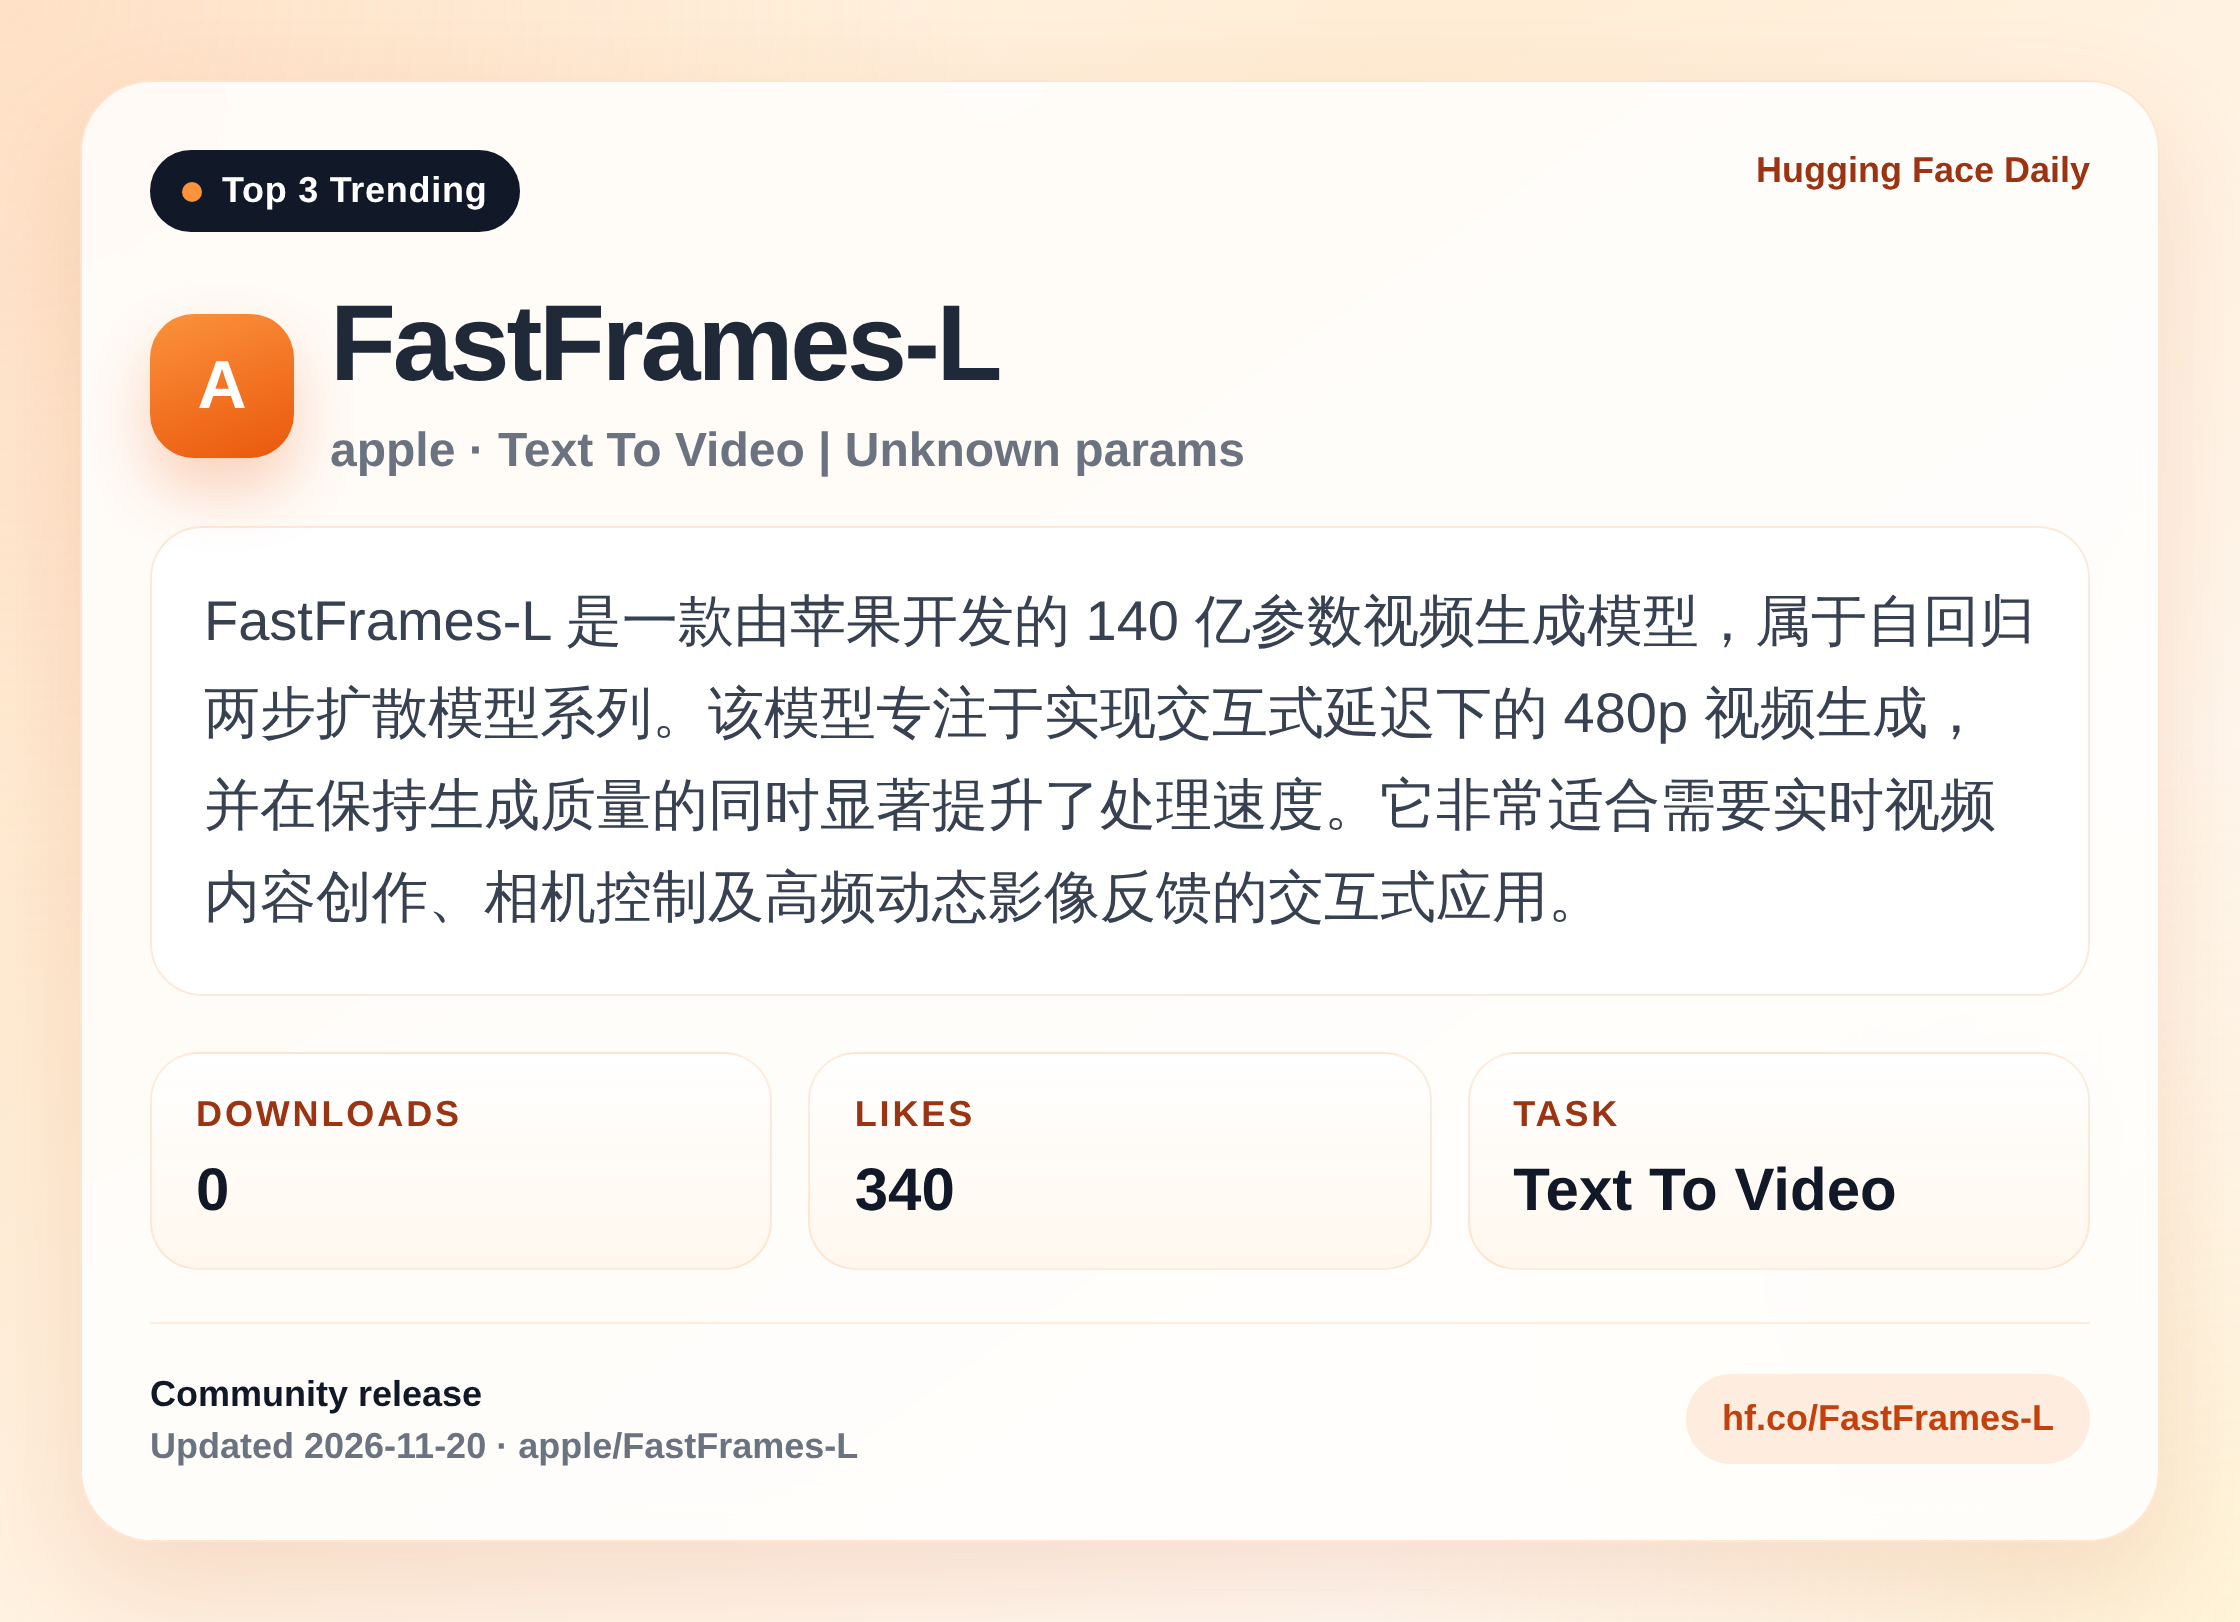 Top 3 Trending
Hugging Face Daily
A
FastFrames-L
apple · Text To Video | Unknown params
FastFrames-L 是一款由苹果开发的 140 亿参数视频生成模型，属于自回归
两步扩散模型系列。该模型专注于实现交互式延迟下的 480p 视频生成，
并在保持生成质量的同时显著提升了处理速度。它非常适合需要实时视频
内容创作、相机控制及高频动态影像反馈的交互式应用。
DOWNLOADS
0
LIKES
340
TASK
Text To Video
Community release
Updated 2026-11-20 · apple/FastFrames-L
hf.co/FastFrames-L